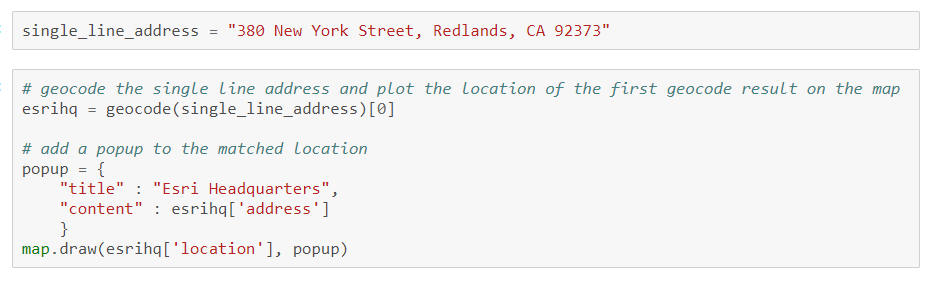 single_line_address = "380 New York Street, Redlands, CA 92373"
# geocode the single line address and plot the location of the first geocode result on the map
esrihq = geocode(single_line_address)[0]
# add a popup to the matched location
popup = {
    "title" : "Esri Headquarters",
    "content" : esrihq['address']
    }
map.draw(esrihq['location'], popup)